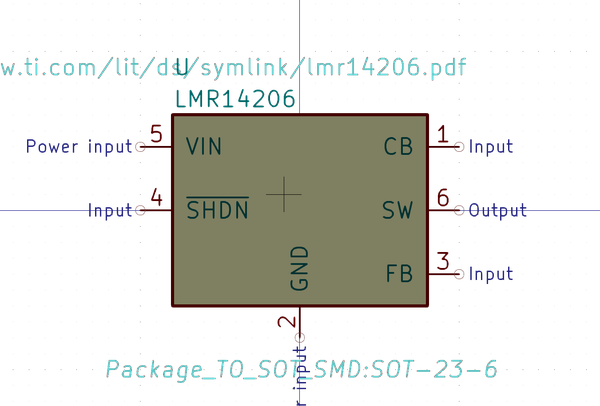 w.ti.com/lit/ds/symlink/lmr14206.pdf
U
LMR14206
Power input 5 VIN CB 1 Input
Input 4 SHDN SW 6 Output
GND FB 3 Input
2
r input
Package_TO_SOT_SMD:SOT-23-6